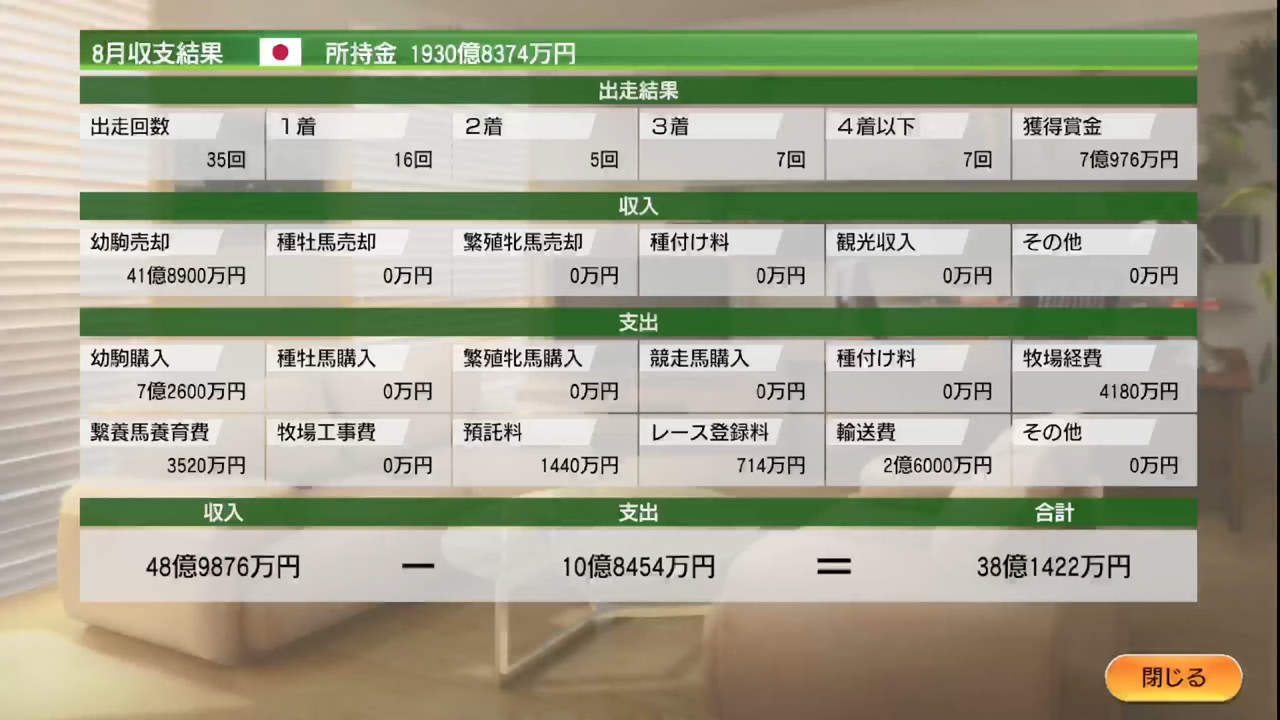 8月収支結果 所持金 1930億8374万円
出走結果
出走回数 1着 2着 3着 4着以下 獲得賞金
35回 16回 5回 7回 7回 7億976万円
収入
幼駒売却 種牡馬売却 繁殖牝馬売却 種付け料 観光収入 その他
41億8900万円 0万円 0万円 0万円 0万円 0万円
支出
幼駒購入 種牡馬購入 繁殖牝馬購入 競走馬購入 種付け料 牧場経費
7億2600万円 0万円 0万円 0万円 0万円 4180万円
繋養馬養育費 牧場工事費 預託料 レース登録料 輸送費 その他
3520万円 0万円 1440万円 714万円 2億6000万円 0万円
収入 支出 合計
48億9876万円 － 10億8454万円 ＝ 38億1422万円
閉じる